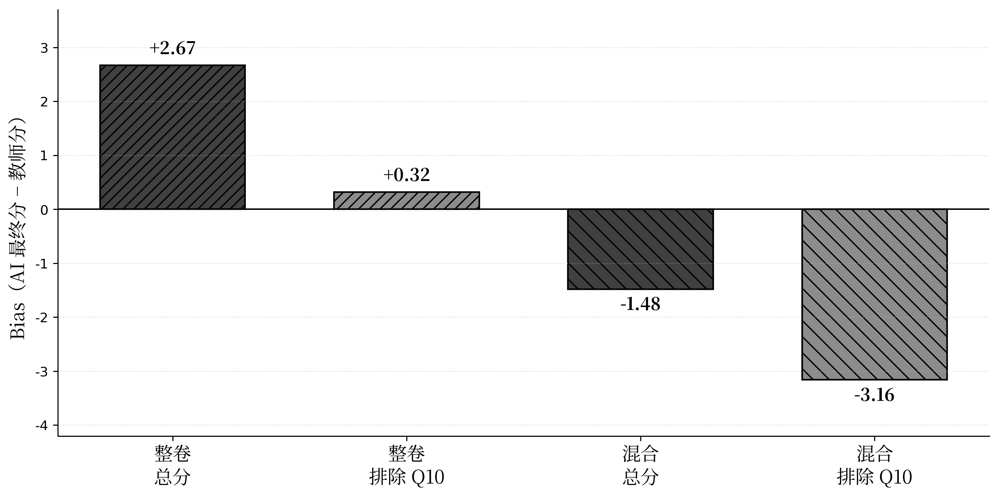 Bias（AI 最终分 – 教师分）
3
2
1
0
-1
-2
-3
-4
+2.67
+0.32
-1.48
-3.16
整卷
总分
整卷
排除 Q10
混合
总分
混合
排除 Q10